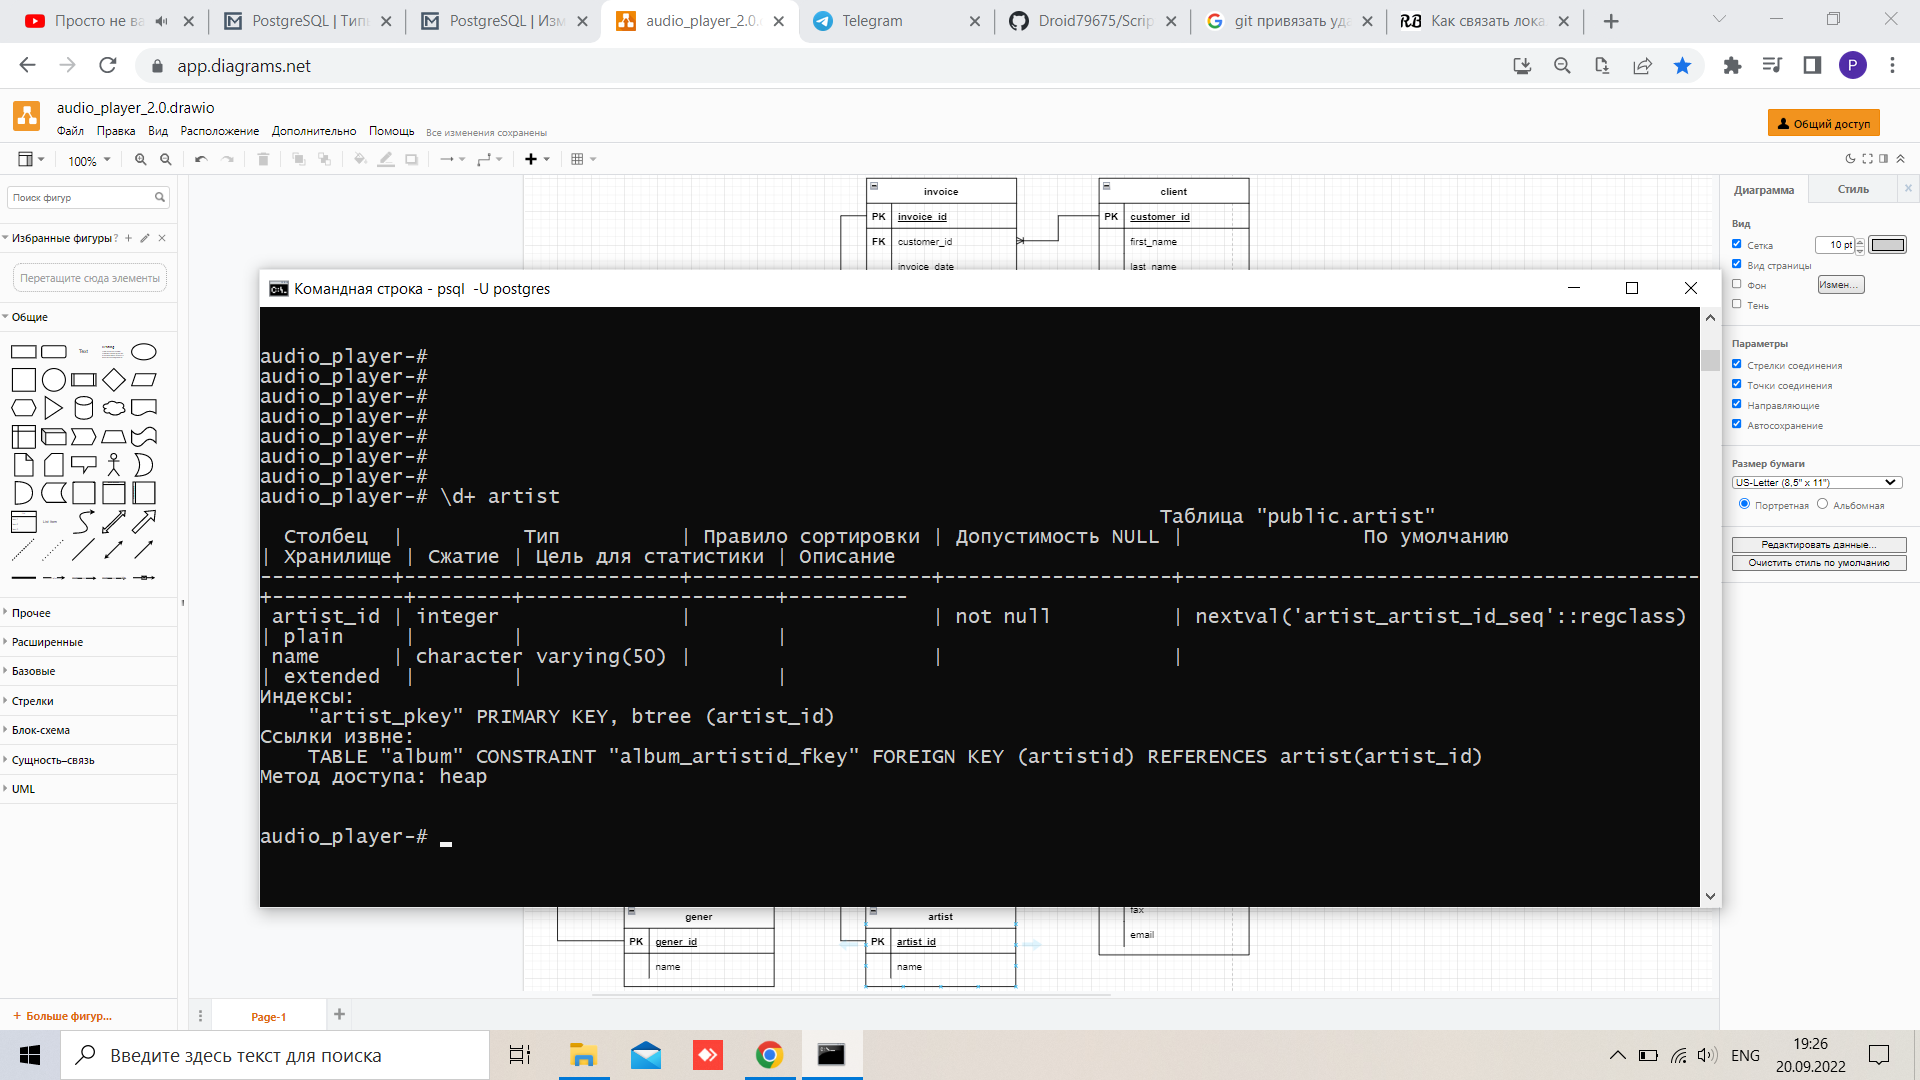 Просто не ва
PostgreSQL | Типы
PostgreSQL | Изм
audio_player_2.0.d
Telegram
Droid79675/Scrip
git привязать уда
Как связать лока
app.diagrams.net
P
audio_player_2.0.drawio
Файл Правка Вид Расположение Дополнительно Помощь Все изменения сохранены
Общий доступ
100%
Поиск фигур
Избранные фигуры ?
Перетащите сюда элементы
Общие
Text
List Item
Прочее
Расширенные
Базовые
Стрелки
Блок-схема
Сущность-связь
UML
+ Больше фигур...
invoice
PK invoice_id
FK customer_id
invoice_date
client
PK customer_id
first_name
last_name
Командная строка - psql -U postgres
audio_player-#
audio_player-#
audio_player-#
audio_player-#
audio_player-#
audio_player-#
audio_player-#
audio_player-# \d+ artist
Таблица "public.artist"
Столбец | Тип | Правило сортировки | Допустимость NULL | По умолчанию
| Хранилище | Сжатие | Цель для статистики | Описание
-----------+-----------------------+--------------------+-------------------+-------------------------------------------
+-----------+--------+---------------------+----------
artist_id | integer | | not null | nextval('artist_artist_id_seq'::regclass)
| plain | | |
name | character varying(50) | | |
| extended | | |
Индексы:
"artist_pkey" PRIMARY KEY, btree (artist_id)
Ссылки извне:
TABLE "album" CONSTRAINT "album_artistid_fkey" FOREIGN KEY (artistid) REFERENCES artist(artist_id)
Метод доступа: heap
audio_player-#
gener
PK gener_id
name
artist
PK artist_id
name
fax
email
Page-1
Диаграмма Стиль
Вид
Сетка 10 pt
Вид страницы
Фон Измен...
Тень
Параметры
Стрелки соединения
Точки соединения
Направляющие
Автосохранение
Размер бумаги
US-Letter (8,5" x 11")
Портретная Альбомная
Редактировать данные...
Очистить стиль по умолчанию
Введите здесь текст для поиска
ENG
19:26
20.09.2022